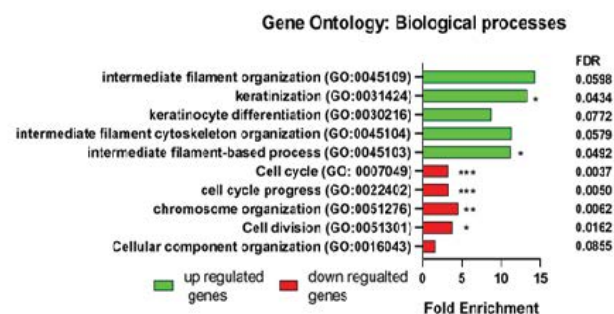 Gene Ontology: Biological processes
FDR
intermediate filament organization (GO:0045109) 0.0598
keratinization (GO:0031424) * 0.0434
keratinocyte differentiation (GO:0030216) 0.0772
intermediate filament cytoskeleton organization (GO:0045104) 0.0579
intermediate filament-based process (GO:0045103) * 0.0492
Cell cycle (GC: 0007049) *** 0.0037
cell cycle progress (GO:0022402) *** 0.0050
chromosome organization (GO:0051276) ** 0.0062
Cell division (GO:0051301) * 0.0162
Cellular component organization (GO:0016043) 0.0855
0 5 10 15
up regulated genes
down regualted genes
Fold Enrichment